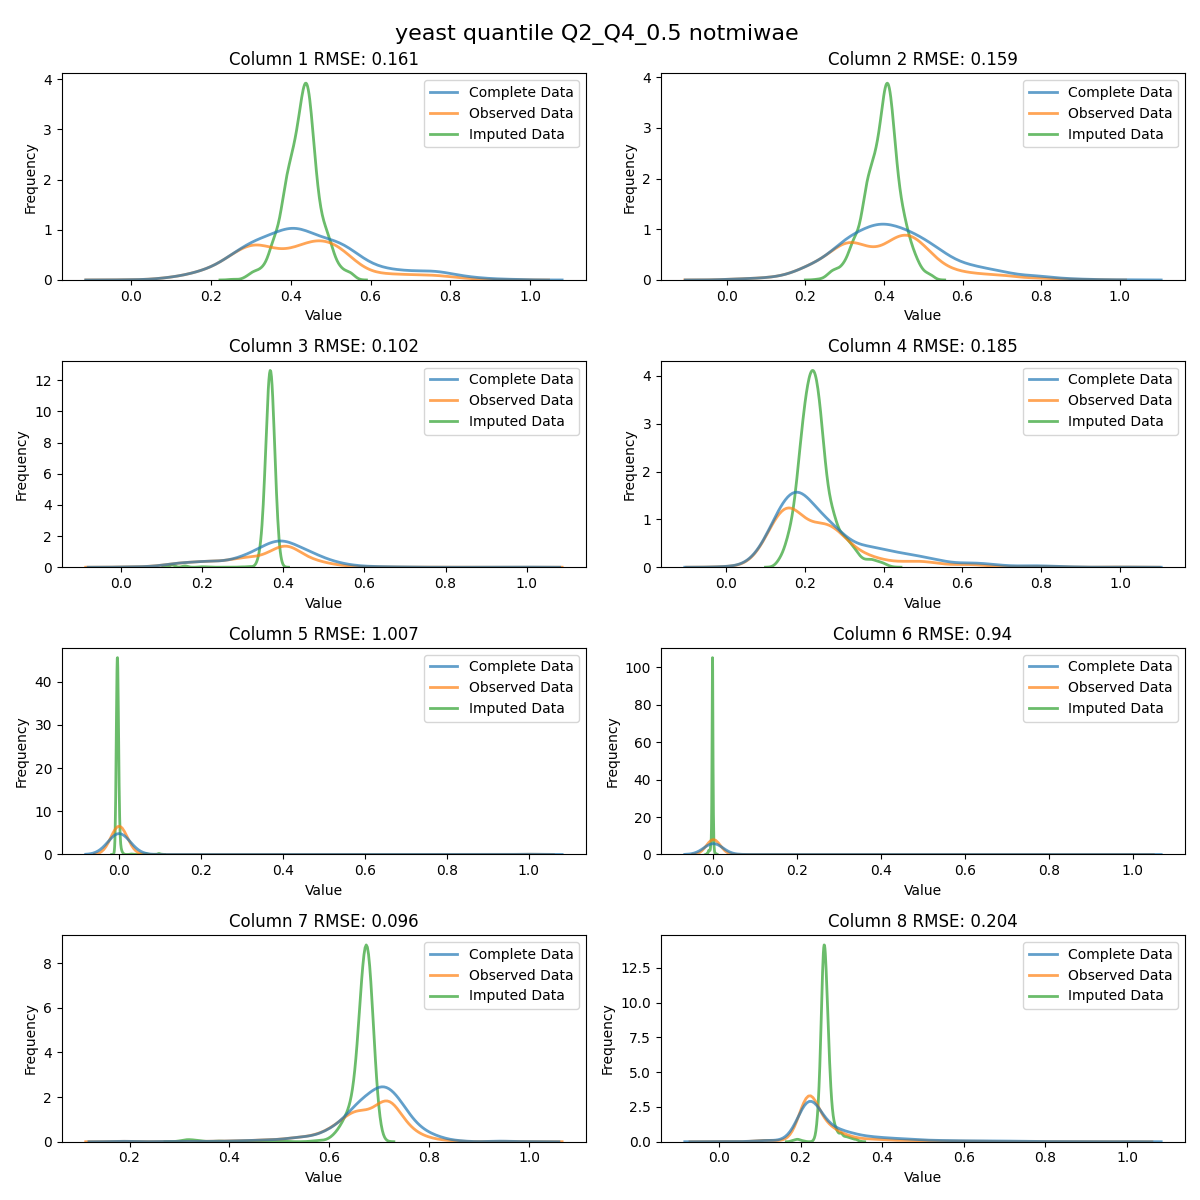 yeast quantile Q2_Q4_0.5 notmiwae
Column 1 RMSE: 0.161
4
3
2
1
0
Frequency
0.0 0.2 0.4 0.6 0.8 1.0
Value
Complete Data
Observed Data
Imputed Data
Column 2 RMSE: 0.159
4
3
2
1
0
Frequency
0.0 0.2 0.4 0.6 0.8 1.0
Value
Complete Data
Observed Data
Imputed Data
Column 3 RMSE: 0.102
12
10
8
6
4
2
0
Frequency
0.0 0.2 0.4 0.6 0.8 1.0
Value
Complete Data
Observed Data
Imputed Data
Column 4 RMSE: 0.185
4
3
2
1
0
Frequency
0.0 0.2 0.4 0.6 0.8 1.0
Value
Complete Data
Observed Data
Imputed Data
Column 5 RMSE: 1.007
40
30
20
10
0
Frequency
0.0 0.2 0.4 0.6 0.8 1.0
Value
Complete Data
Observed Data
Imputed Data
Column 6 RMSE: 0.94
100
80
60
40
20
0
Frequency
0.0 0.2 0.4 0.6 0.8 1.0
Value
Complete Data
Observed Data
Imputed Data
Column 7 RMSE: 0.096
8
6
4
2
0
Frequency
0.2 0.4 0.6 0.8 1.0
Value
Complete Data
Observed Data
Imputed Data
Column 8 RMSE: 0.204
12.5
10.0
7.5
5.0
2.5
0.0
Frequency
0.0 0.2 0.4 0.6 0.8 1.0
Value
Complete Data
Observed Data
Imputed Data